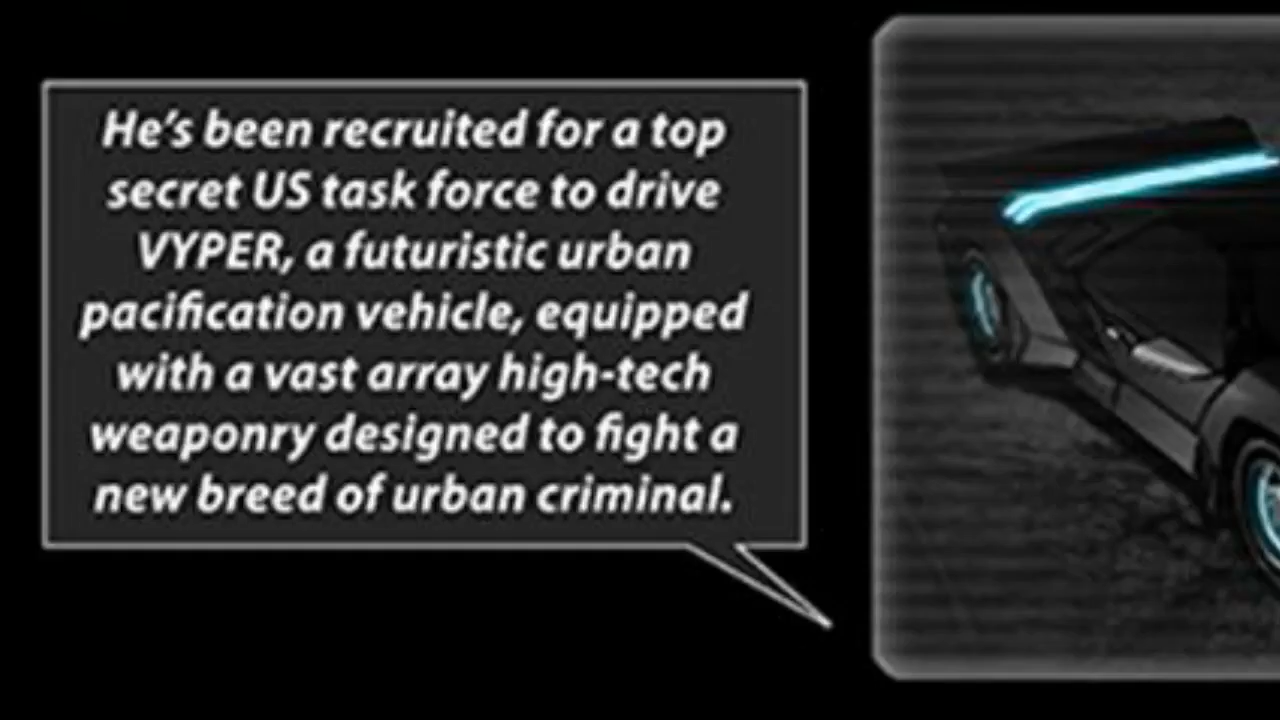 He's been recruited for a top
secret US task force to drive
VYPER, a futuristic urban
pacification vehicle, equipped
with a vast array high-tech
weaponry designed to fight a
new breed of urban criminal.